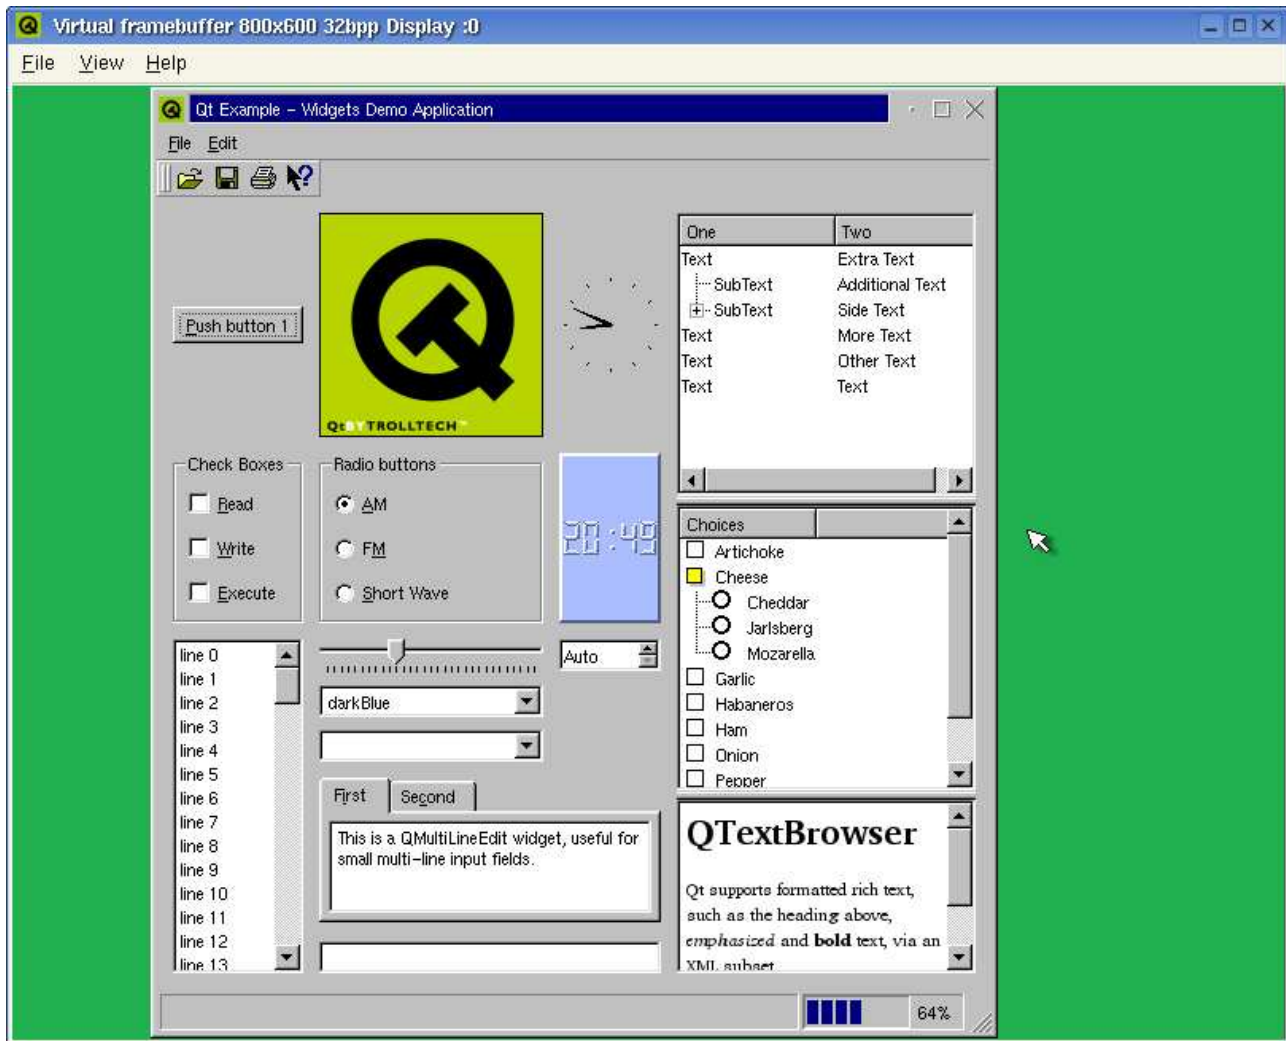 Virtual framebuffer 800x600 32bpp Display :0
File View Help
Qt Example – Widgets Demo Application
File Edit
Push button 1
Qt BY TROLLTECH
One Two
Text Extra Text
SubText Additional Text
SubText Side Text
Text More Text
Text Other Text
Text Text
Check Boxes
Read
Write
Execute
Radio buttons
AM
FM
Short Wave
20:49
Choices
Artichoke
Cheese
Cheddar
Jarlsberg
Mozarella
Garlic
Habaneros
Ham
Onion
Pepper
line 0
line 1
line 2
line 3
line 4
line 5
line 6
line 7
line 8
line 9
line 10
line 11
line 12
line 13
Auto
darkBlue
First Second
This is a QMultiLineEdit widget, useful for
small multi–line input fields.
QTextBrowser
Qt supports formatted rich text,
such as the heading above,
emphasized and bold text, via an
XML subset
64%